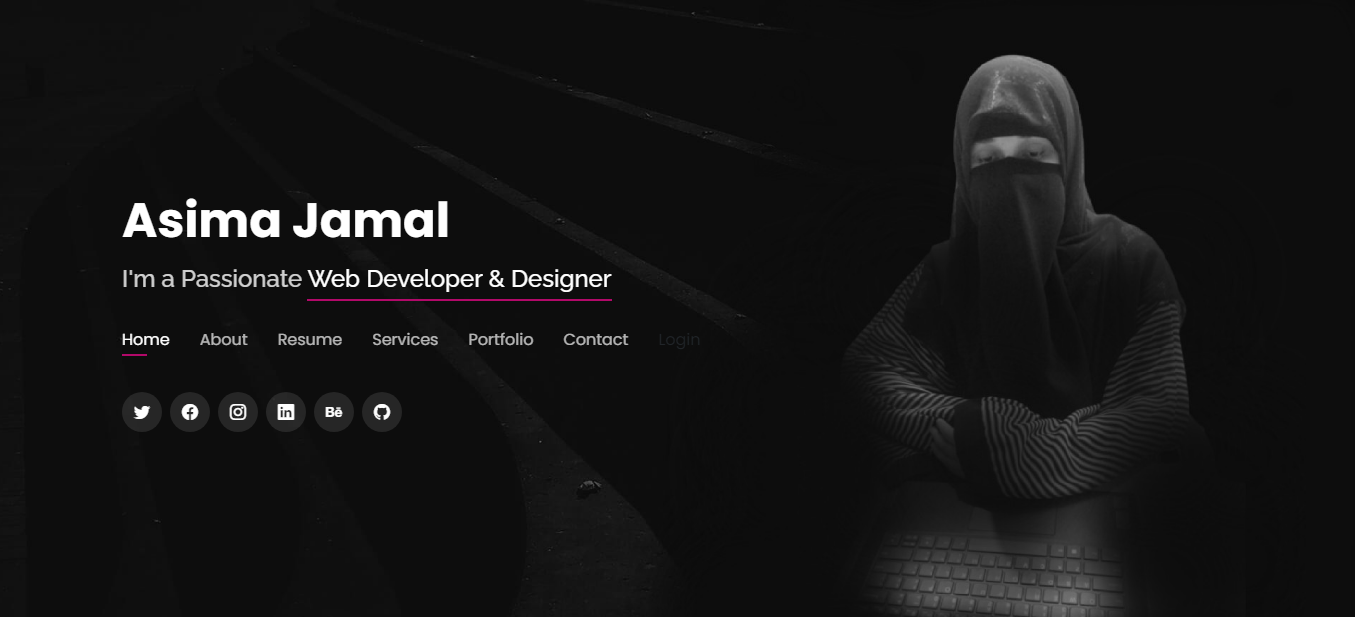 Asima Jamal
I'm a Passionate Web Developer & Designer
Home About Resume Services Portfolio Contact Login
Bē